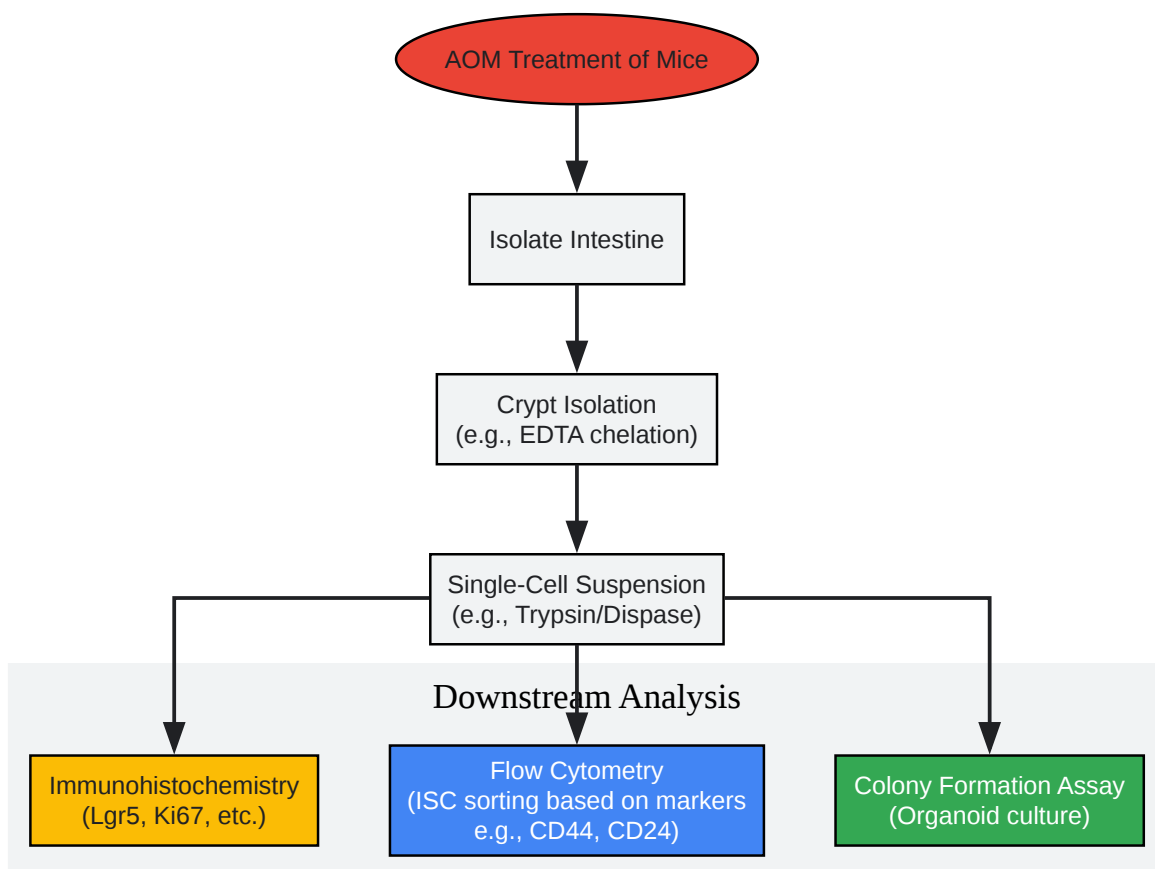 AOM Treatment of Mice
Isolate Intestine
Crypt Isolation
(e.g., EDTA chelation)
Single-Cell Suspension
(e.g., Trypsin/Dispase)
Downstream Analysis
Immunohistochemistry
(Lgr5, Ki67, etc.)
Flow Cytometry
(ISC sorting based on markers
e.g., CD44, CD24)
Colony Formation Assay
(Organoid culture)